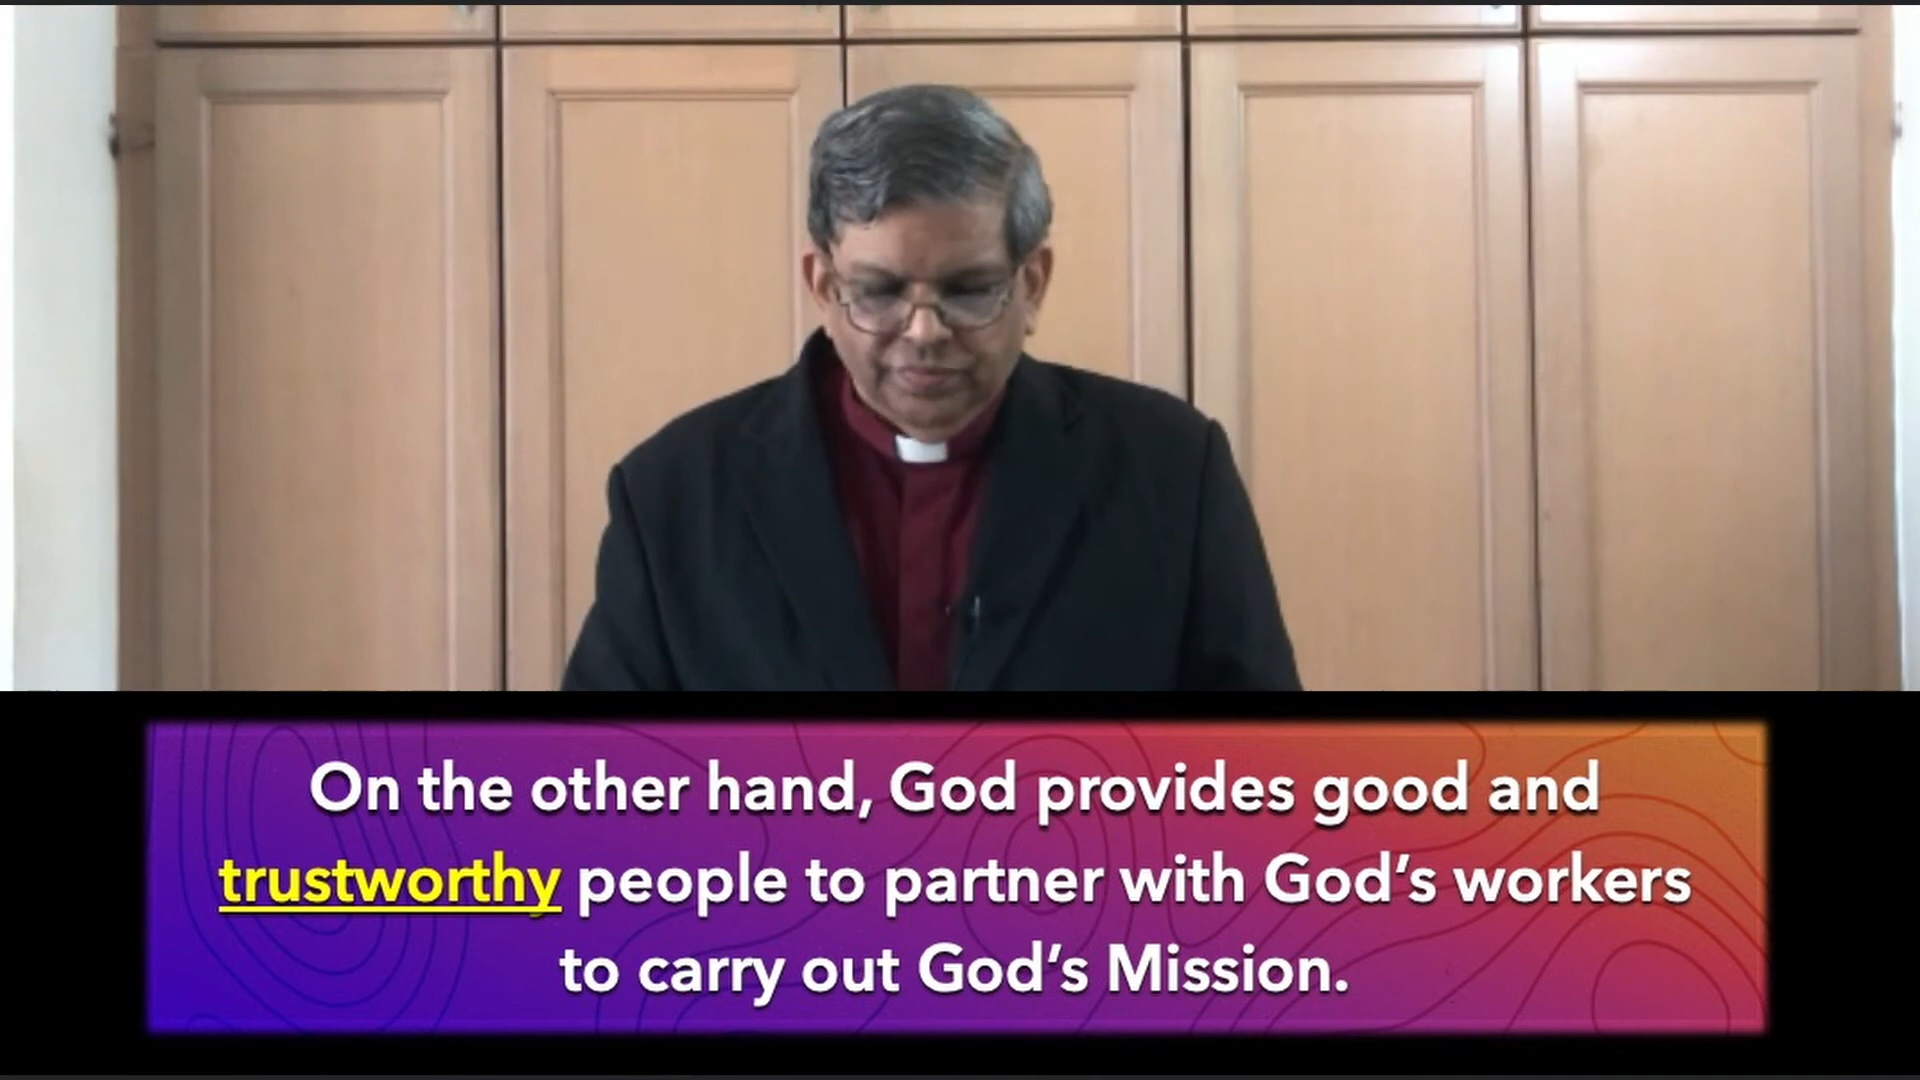 On the other hand, God provides good and
trustworthy people to partner with God's workers
to carry out God's Mission.